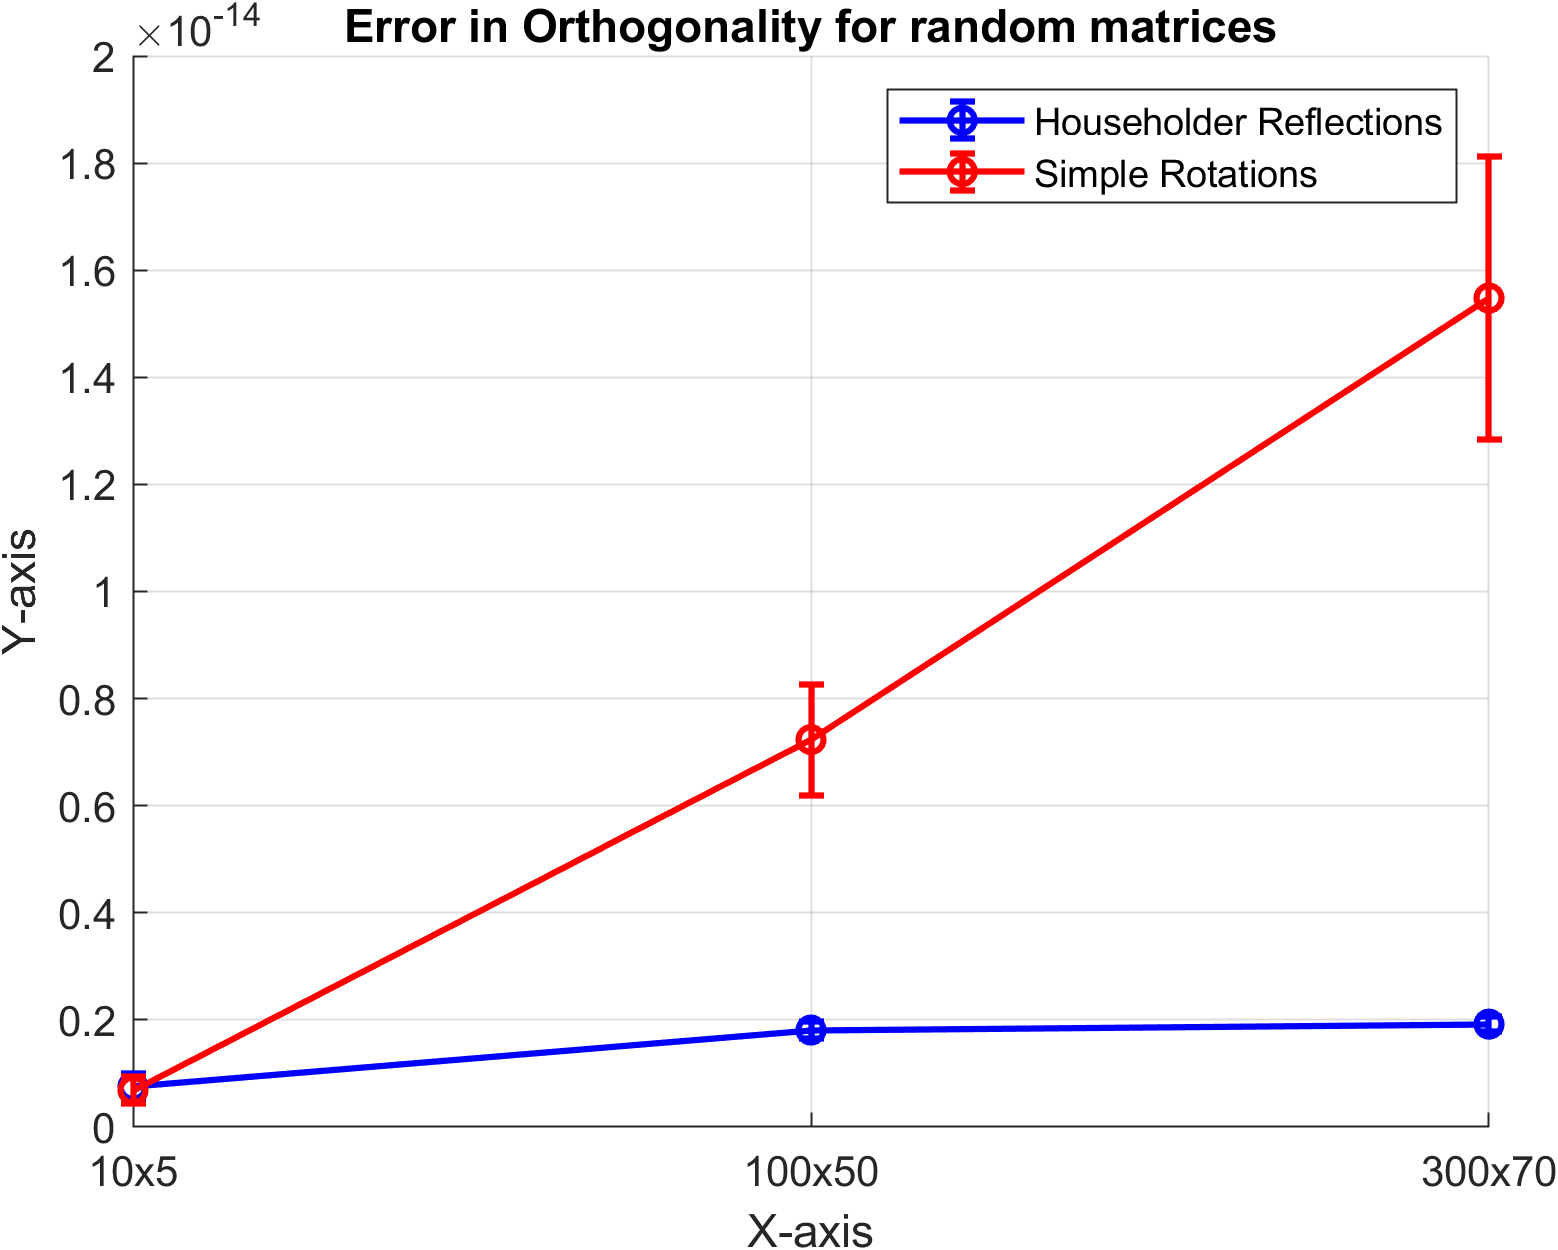 Error in Orthogonality for random matrices
×10-14
Householder Reflections
Simple Rotations
2
1.8
1.6
1.4
1.2
1
0.8
0.6
0.4
0.2
0
Y-axis
10x5 100x50 300x70
X-axis